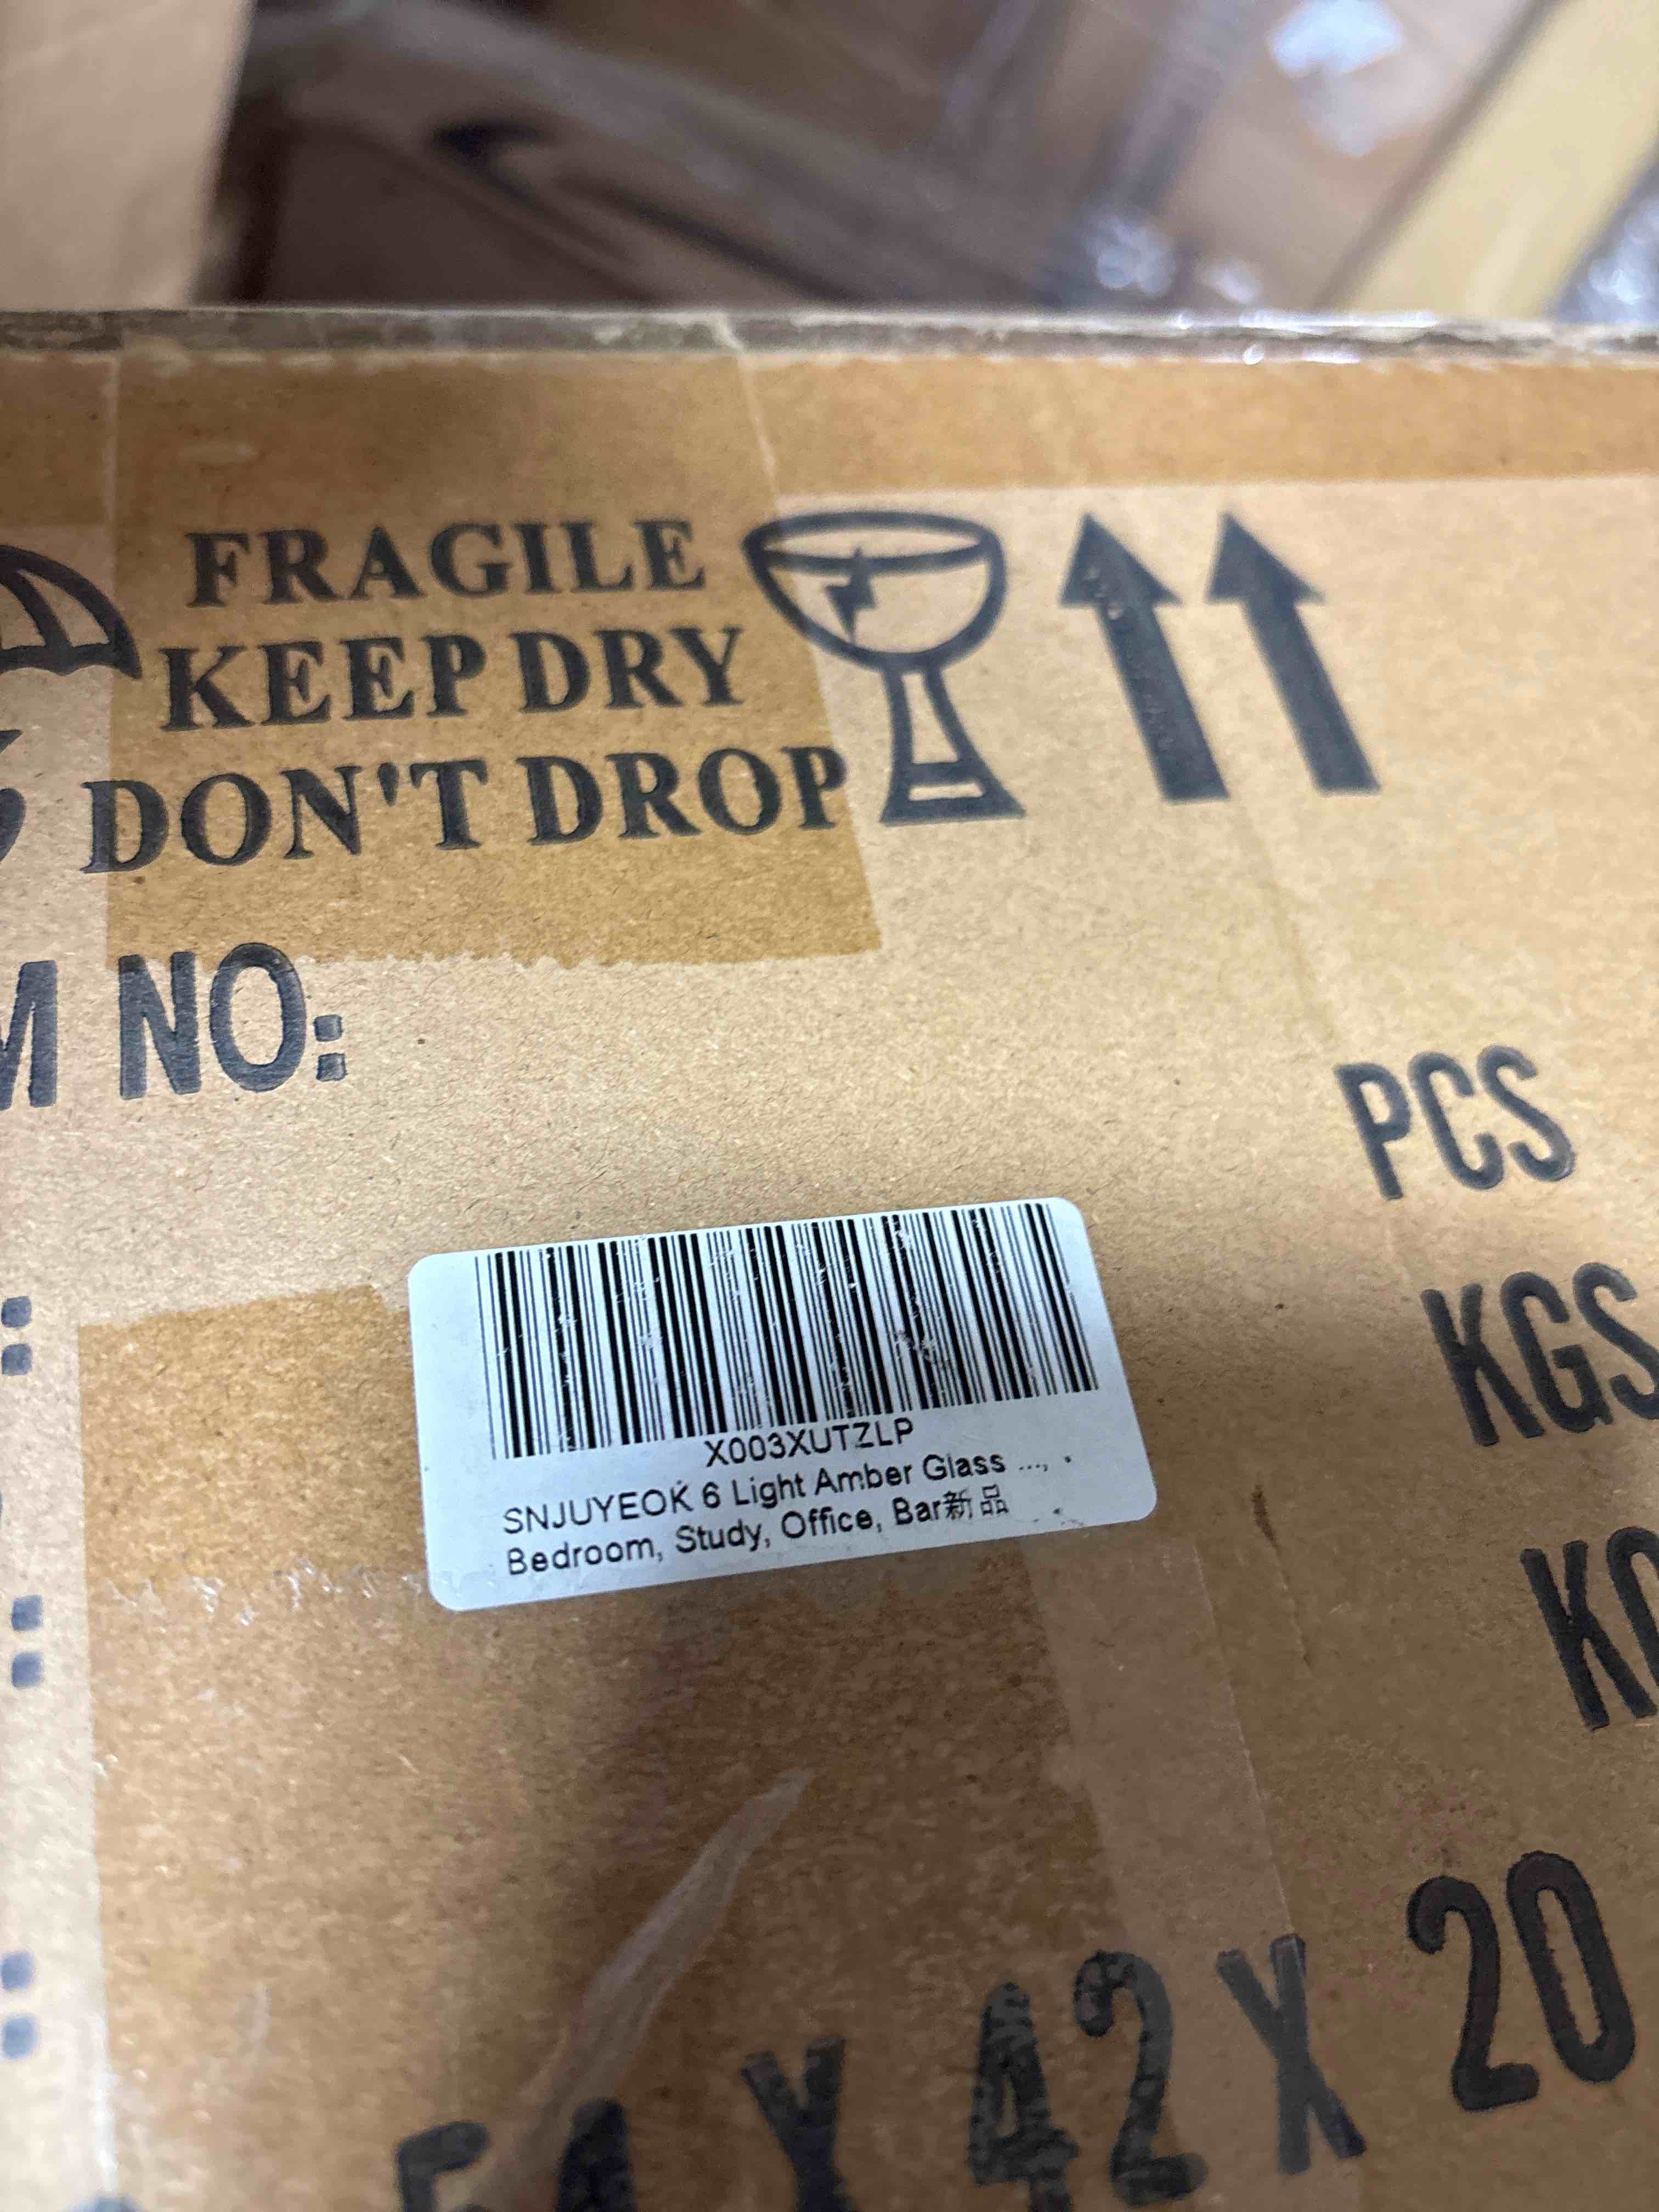 FRAGILE
KEEP DRY
DON'T DROP
M NO:
PCS
KGS
X003XUTZLP
SNJUYEOK 6 Light Amber Glass ..., .
Bedroom, Study, Office, Bar新品
54 X 42 X 20